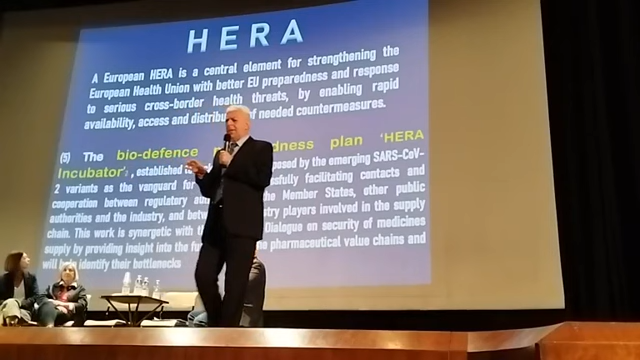 HERA
A European HERA is a central element for strengthening the
European Health Union with better EU preparedness and response
to serious cross-border health threats, by enabling rapid
availability, access and distribu of needed countermeasures.
(5) The bio-defence dness plan 'HERA
Incubator', established posed by the emerging SARS-CoV-
2 variants as the vanguard for ssfully facilitating contacts and
cooperation between regulatory the Member States, other public
authorities and the industry, and betw stry players involved in the supply
chain. This work is synergetic with Dialogue on security of medicines
supply by providing insight into the fu pharmaceutical value chains and
will identify their bottlenecks